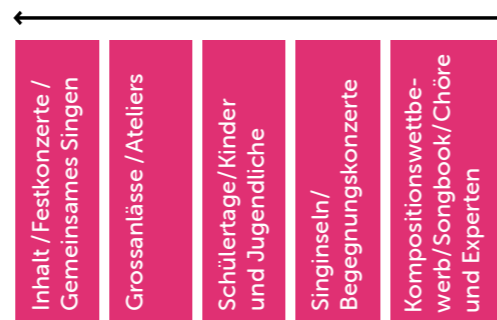 Inhalt/Festkonzerte/
Gemeinsames Singen
Grossanlässe/Ateliers
Schülertage/Kinder
und Jugendliche
Singinseln/
Begegnungskonzerte
Kompositionswettbe-
werb/Songbook/Chöre
und Experten